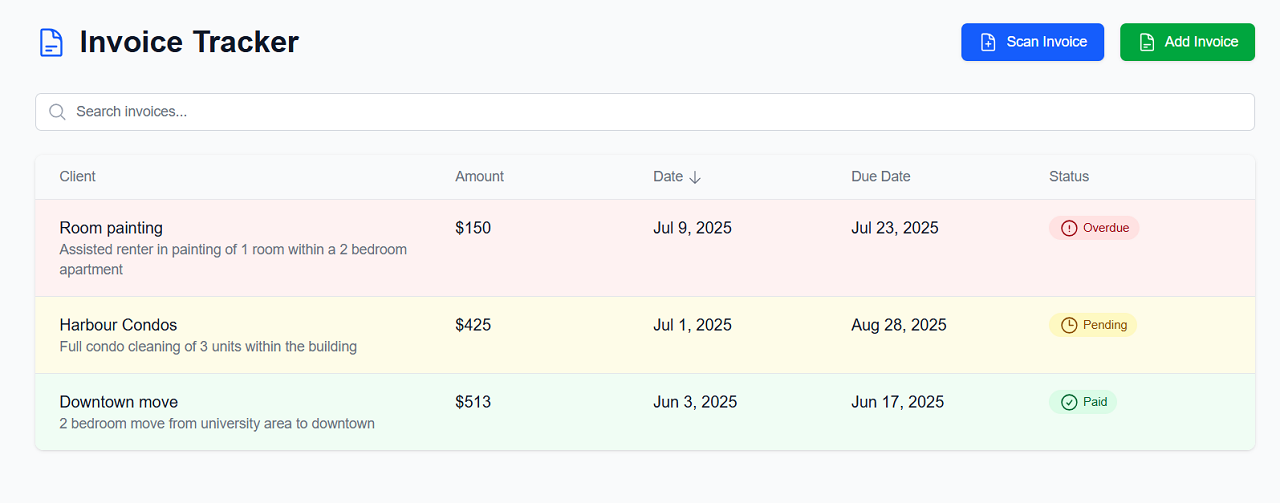 Invoice Tracker
Scan Invoice
Add Invoice
Search invoices...
Client Amount Date Due Date Status
Room painting $150 Jul 9, 2025 Jul 23, 2025 Overdue
Assisted renter in painting of 1 room within a 2 bedroom
apartment
Harbour Condos $425 Jul 1, 2025 Aug 28, 2025 Pending
Full condo cleaning of 3 units within the building
Downtown move $513 Jun 3, 2025 Jun 17, 2025 Paid
2 bedroom move from university area to downtown